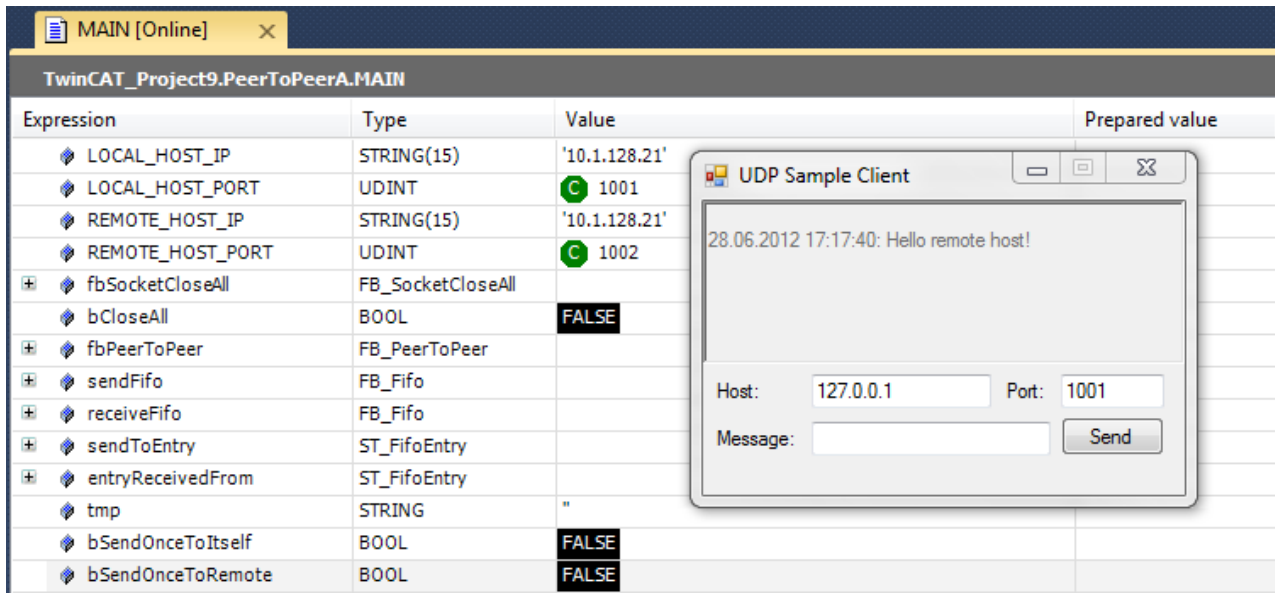 MAIN [Online]
TwinCAT_Project9.PeerToPeerA.MAIN
Expression Type Value Prepared value
LOCAL_HOST_IP STRING(15) '10.1.128.21'
LOCAL_HOST_PORT UDINT C 1001
REMOTE_HOST_IP STRING(15) '10.1.128.21'
REMOTE_HOST_PORT UDINT C 1002
fbSocketCloseAll FB_SocketCloseAll
bCloseAll BOOL FALSE
fbPeerToPeer FB_PeerToPeer
sendFifo FB_Fifo
receiveFifo FB_Fifo
sendToEntry ST_FifoEntry
entryReceivedFrom ST_FifoEntry
tmp STRING ''
bSendOnceToItself BOOL FALSE
bSendOnceToRemote BOOL FALSE
UDP Sample Client
28.06.2012 17:17:40: Hello remote host!
Host: 127.0.0.1 Port: 1001
Message: Send